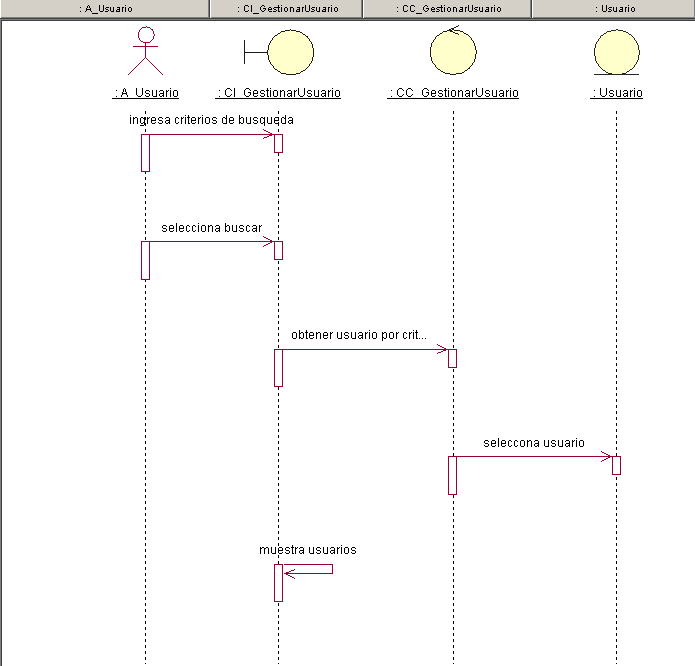 : A_Usuario
: CI_GestionarUsuario
: CC_GestionarUsuario
: Usuario
: A_Usuario
: CI_GestionarUsuario
: CC_GestionarUsuario
: Usuario
ingresa criterios de busqueda
selecciona buscar
obtener usuario por crit...
seleccona usuario
muestra usuarios